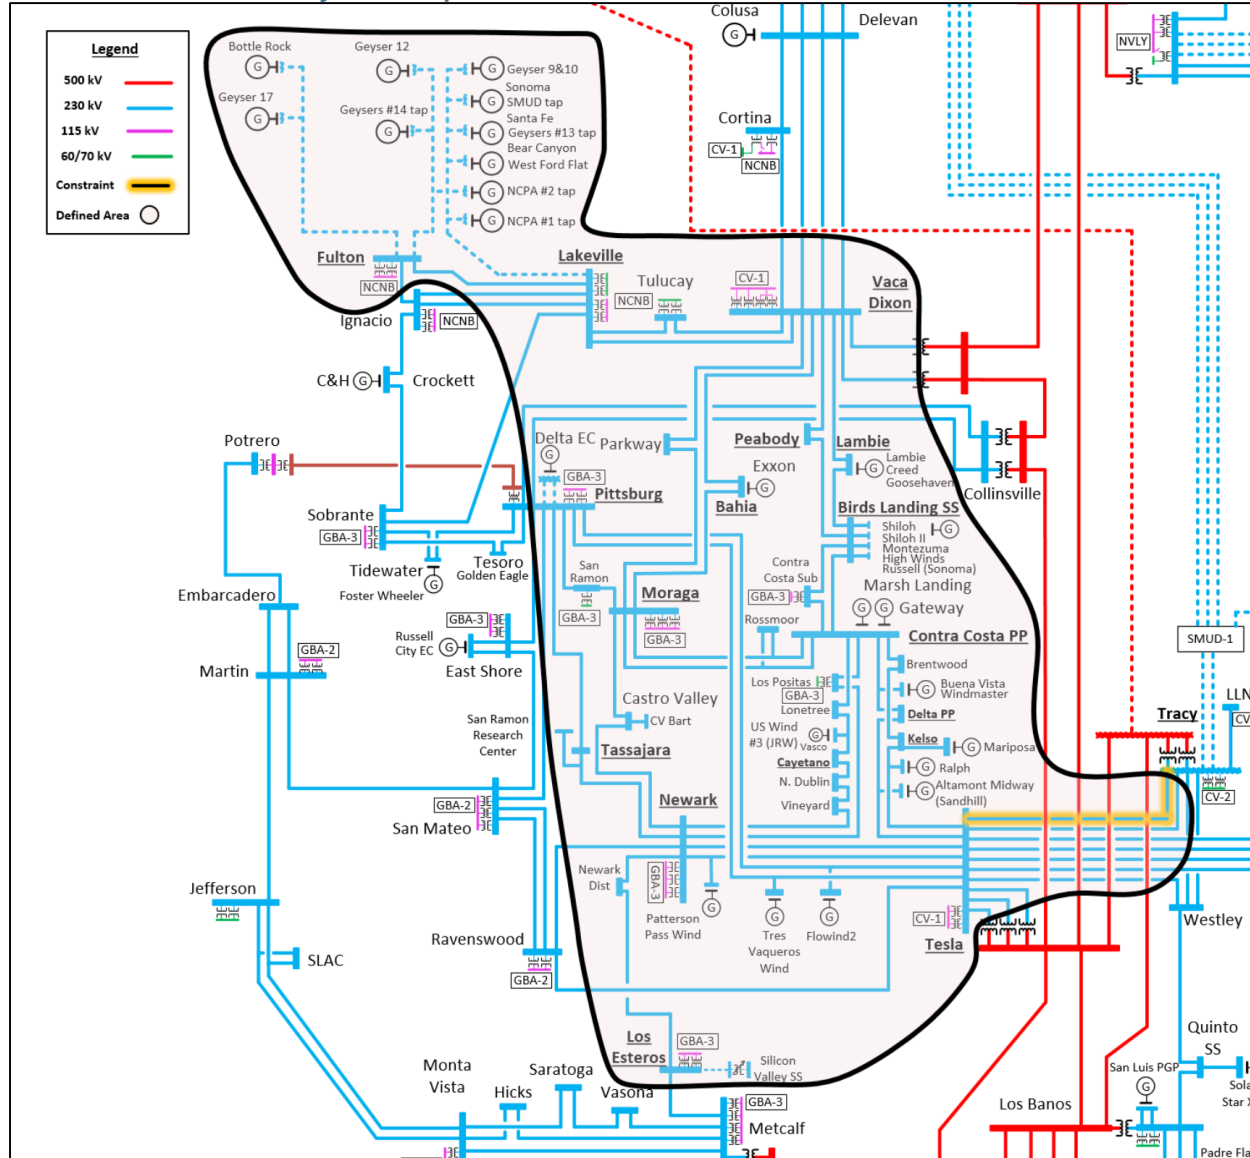 Legend
500 kV
230 kV
115 kV
60/70 kV
Constraint
Defined Area
Bottle Rock
G
Geyser 17
G
Geyser 12
G
Geysers #14 tap
G
G
Geyser 9&10
Sonoma
G
SMUD tap
Santa Fe
G
Geysers #13 tap
Bear Canyon
G
West Ford Flat
G
NCPA #2 tap
G
NCPA #1 tap
Colusa
G
Delevan
NVLY
Cortina
CV-1
NCNB
Fulton
NCNB
Lakeville
Tulucay
NCNB
CV-1
Vaca
Dixon
Ignacio
NCNB
C&H
G
Crockett
Potrero
Delta EC
G
Parkway
Peabody
Lambie
G
Lambie
Creed
Goosehaven
Collinsville
GBA-3
Pittsburg
Exxon
G
Bahia
Birds Landing SS
Shiloh
G
Shiloh II
Montezuma
High Winds
Russell (Sonoma)
Sobrante
GBA-3
Tidewater
G
Foster Wheeler
Tesoro
Golden Eagle
San
Ramon
GBA-3
Moraga
GBA-3
Contra
Costa Sub
GBA-3
Rossmoor
Marsh Landing
G
G
Gateway
Contra Costa PP
Embarcadero
GBA-2
Martin
GBA-3
Russell
City EC
G
East Shore
Brentwood
Los Positas
GBA-3
Lonetree
G
Buena Vista
Windmaster
Delta PP
SMUD-1
LLN
CV
Tracy
CV-2
Castro Valley
CV Bart
US Wind
#3 (JRW)
G
Vasco
Kelso
G
Mariposa
San Ramon
Research
Center
Tassajara
Cayetano
G
Ralph
N. Dublin
G
Altamont Midway
(Sandhill)
Vineyard
GBA-2
San Mateo
Newark
Newark
Dist
GBA-3
Patterson
Pass Wind
G
G
Tres
Vaqueros
Wind
G
Flowind2
CV-1
Tesla
Westley
Jefferson
SLAC
Ravenswood
GBA-2
Los
Esteros
GBA-3
Silicon
Valley SS
Quinto
SS
Sola
Star X
San Luis PGP
G
Los Banos
Padre Fla
Monta
Vista
Hicks
Saratoga
Vasona
GBA-3
Metcalf